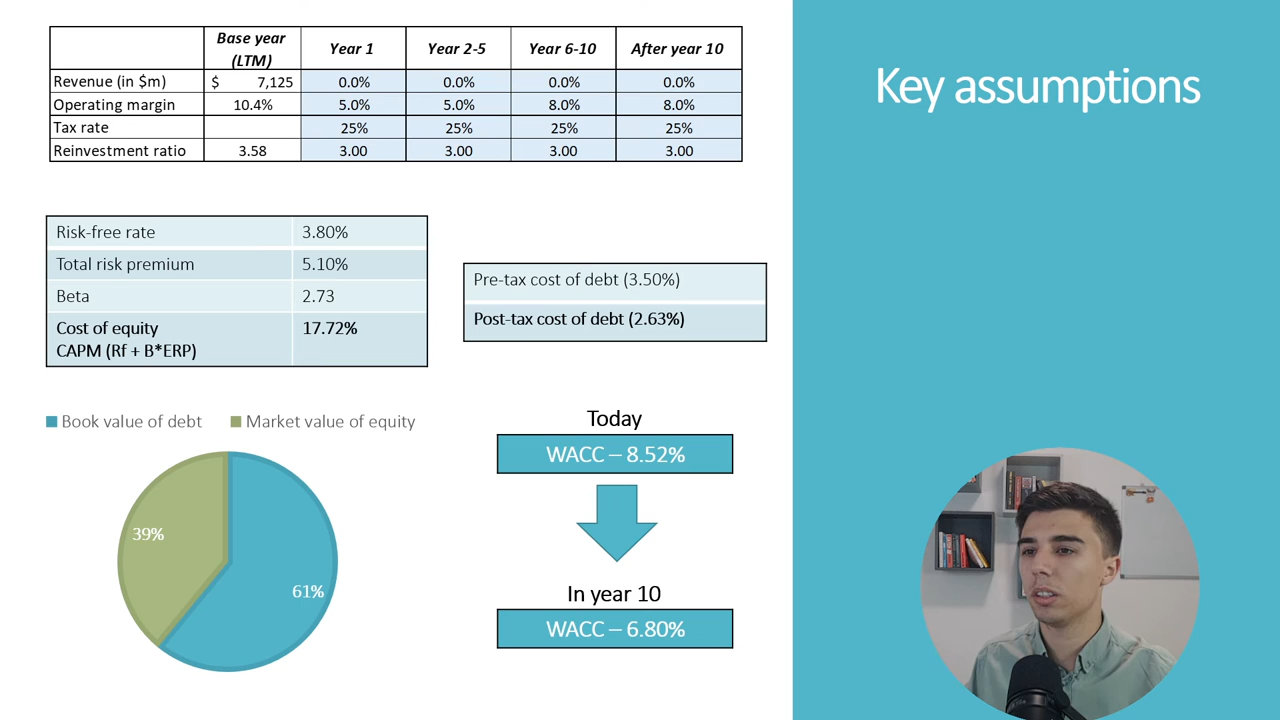 Key assumptions
Base year (LTM) Year 1 Year 2-5 Year 6-10 After year 10
Revenue (in $m) $ 7,125 0.0% 0.0% 0.0% 0.0%
Operating margin 10.4% 5.0% 5.0% 8.0% 8.0%
Tax rate 25% 25% 25% 25%
Reinvestment ratio 3.58 3.00 3.00 3.00 3.00
Risk-free rate 3.80%
Total risk premium 5.10%
Beta 2.73
Cost of equity 17.72%
CAPM (Rf + B*ERP)
Pre-tax cost of debt (3.50%)
Post-tax cost of debt (2.63%)
Book value of debt Market value of equity
39%
61%
Today
WACC – 8.52%
In year 10
WACC – 6.80%